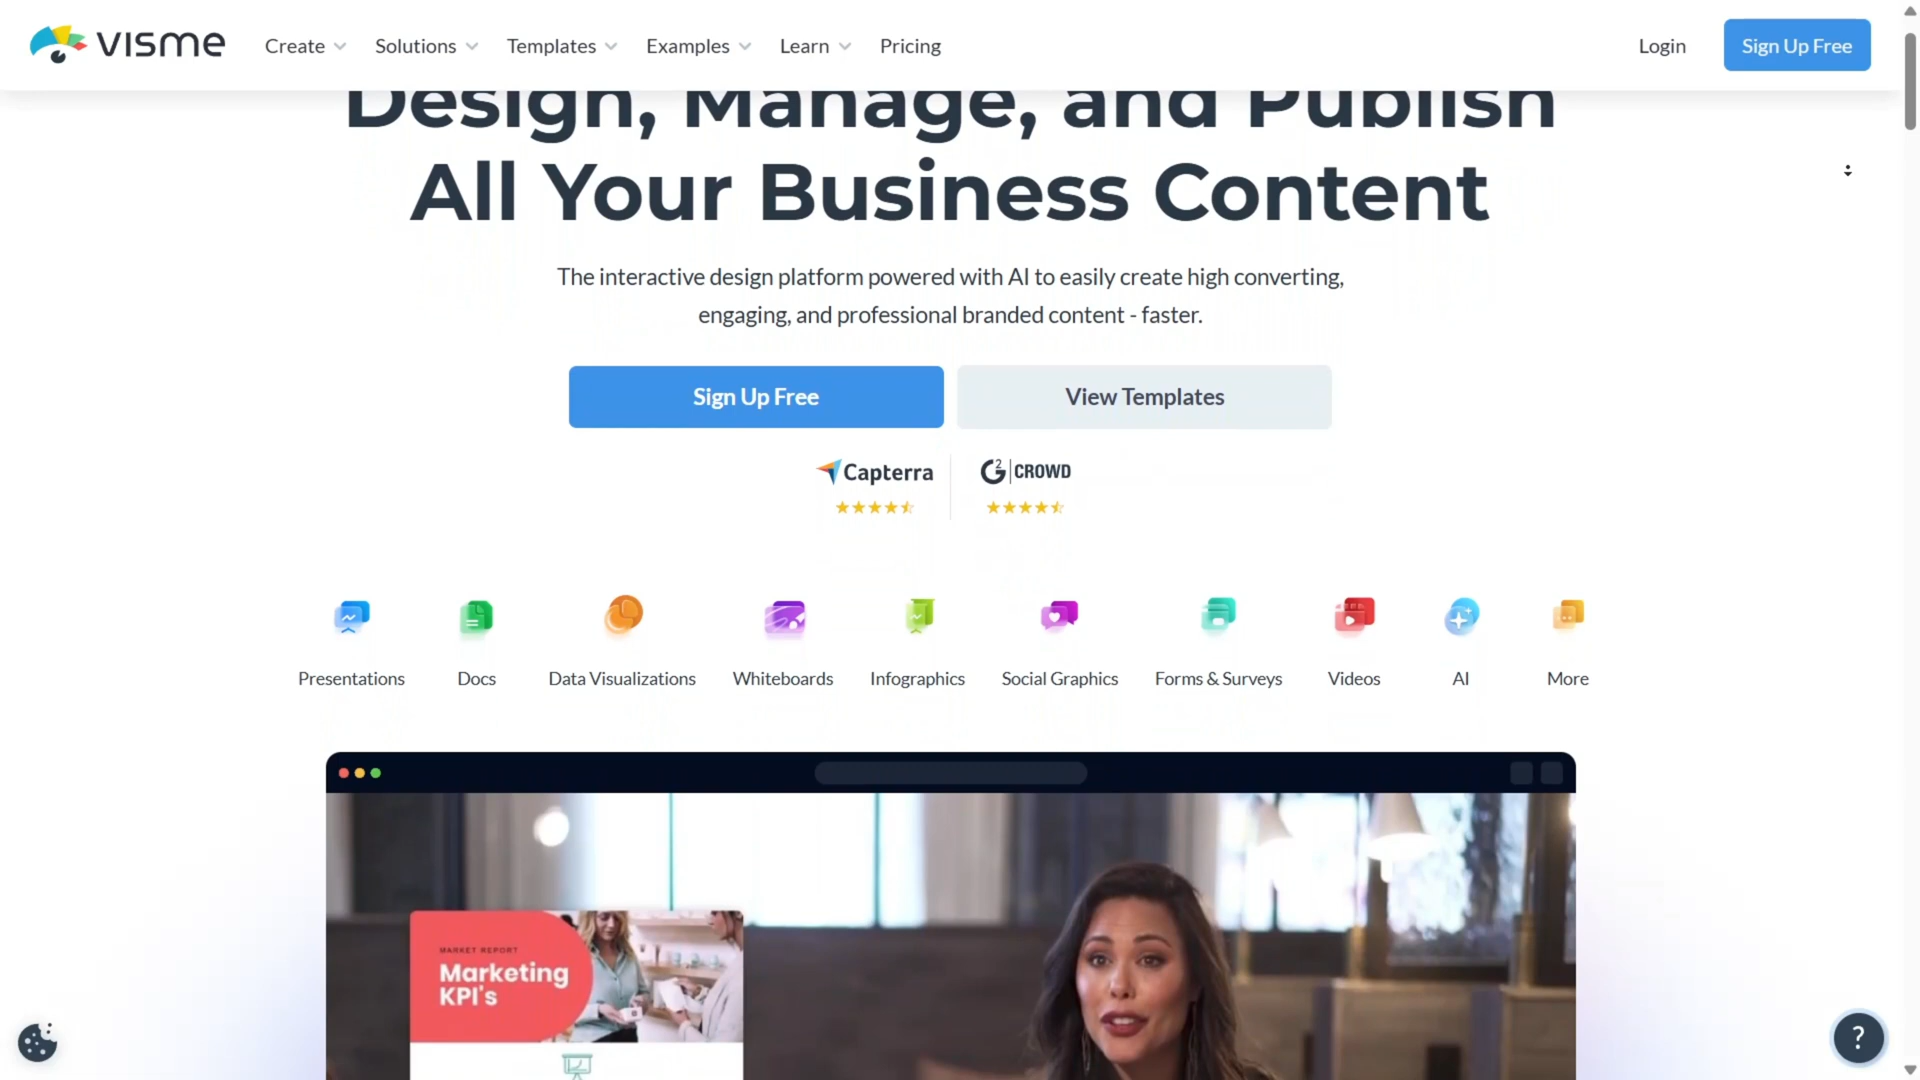 VISME
Create
Solutions
Templates
Examples
Learn
Pricing
Login
Sign Up Free
Design, Manage, and Publish
All Your Business Content
The interactive design platform powered with AI to easily create high converting,
engaging, and professional branded content - faster.
Sign Up Free
View Templates
Capterra
G2 | CROWD
Presentations
Docs
Data Visualizations
Whiteboards
Infographics
Social Graphics
Forms & Surveys
Videos
AI
More
MARKET REPORT
Marketing
KPI's
?